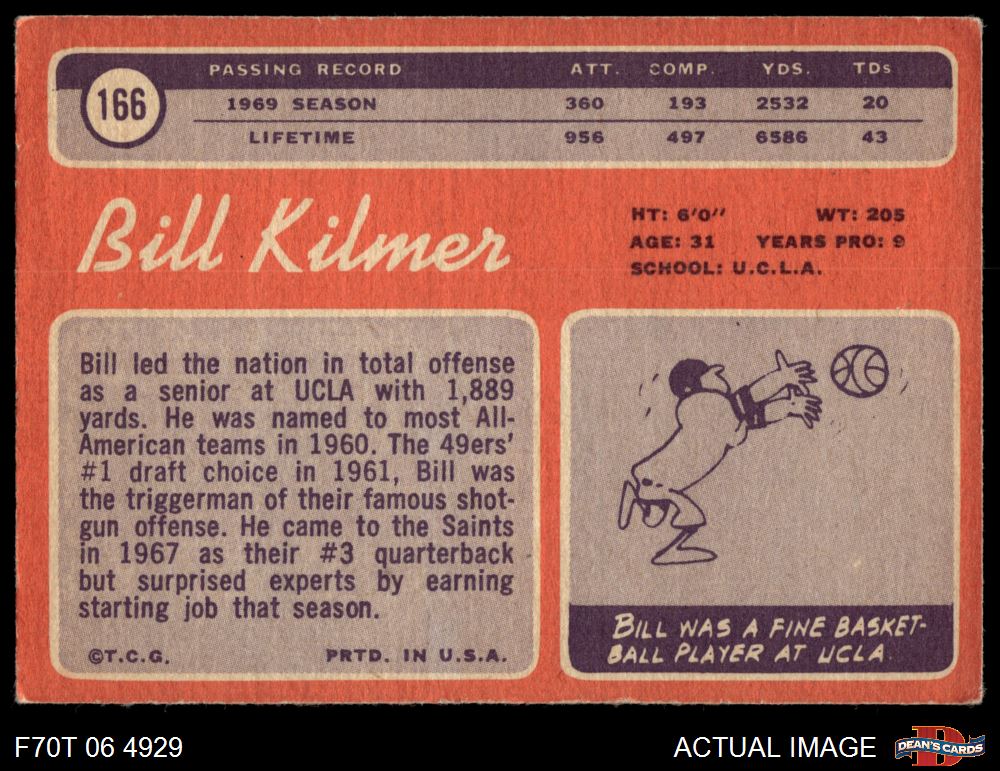 166
PASSING RECORD ATT. COMP. YDS. TDs
1969 SEASON 360 193 2532 20
LIFETIME 956 497 6586 43
Bill Kilmer
HT: 6'0" WT: 205
AGE: 31 YEARS PRO: 9
SCHOOL: U.C.L.A.
Bill led the nation in total offense
as a senior at UCLA with 1,889
yards. He was named to most All-
American teams in 1960. The 49ers'
#1 draft choice in 1961, Bill was
the triggerman of their famous shot-
gun offense. He came to the Saints
in 1967 as their #3 quarterback
but surprised experts by earning
starting job that season.
©T.C.G. PRTD. IN U.S.A.
BILL WAS A FINE BASKET-
BALL PLAYER AT UCLA
F70T 06 4929
ACTUAL IMAGE
D
DEAN'S CARDS